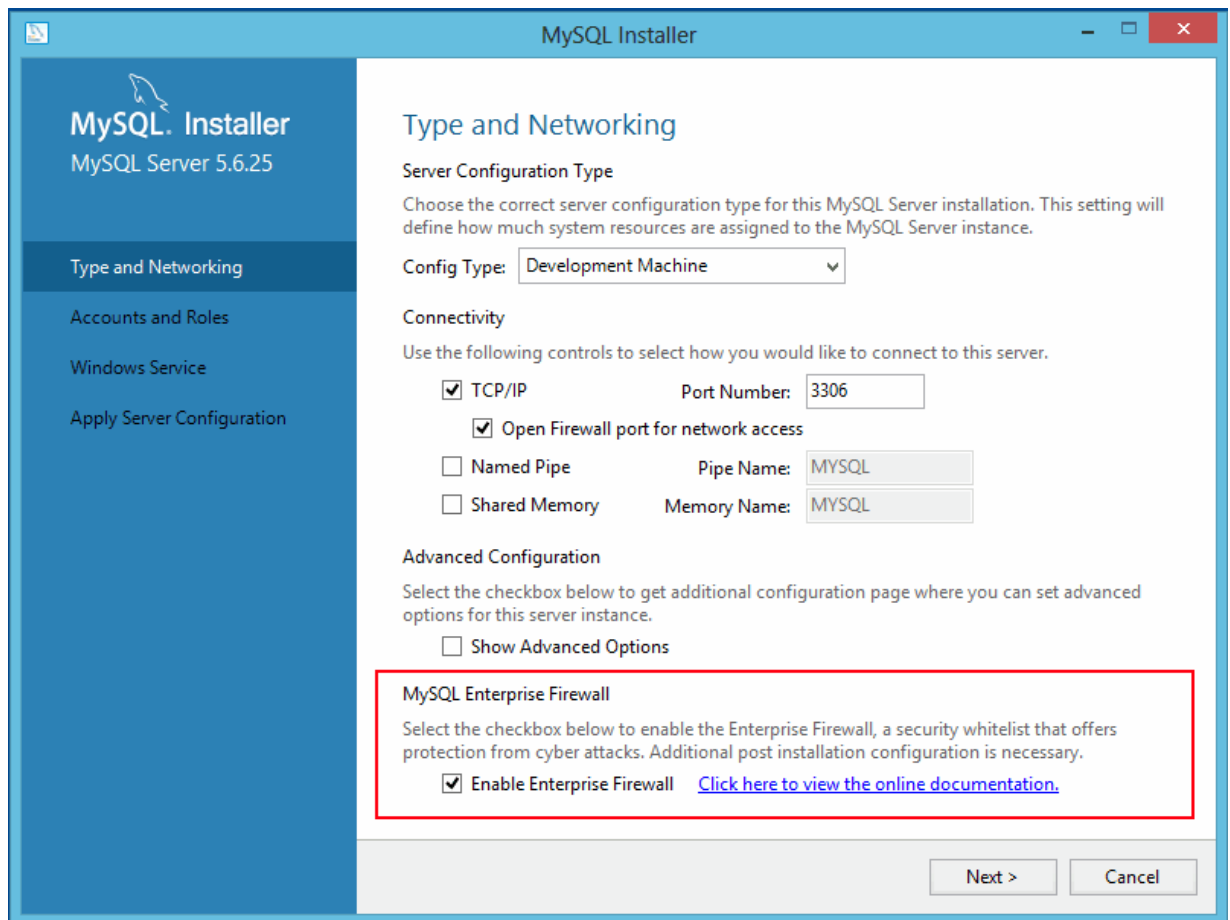 MySQL Installer
MySQL. Installer
MySQL Server 5.6.25
Type and Networking
Accounts and Roles
Windows Service
Apply Server Configuration
Type and Networking
Server Configuration Type
Choose the correct server configuration type for this MySQL Server installation. This setting will
define how much system resources are assigned to the MySQL Server instance.
Config Type: Development Machine
Connectivity
Use the following controls to select how you would like to connect to this server.
TCP/IP Port Number: 3306
Open Firewall port for network access
Named Pipe Pipe Name: MYSQL
Shared Memory Memory Name: MYSQL
Advanced Configuration
Select the checkbox below to get additional configuration page where you can set advanced
options for this server instance.
Show Advanced Options
MySQL Enterprise Firewall
Select the checkbox below to enable the Enterprise Firewall, a security whitelist that offers
protection from cyber attacks. Additional post installation configuration is necessary.
Enable Enterprise Firewall Click here to view the online documentation.
Next > Cancel